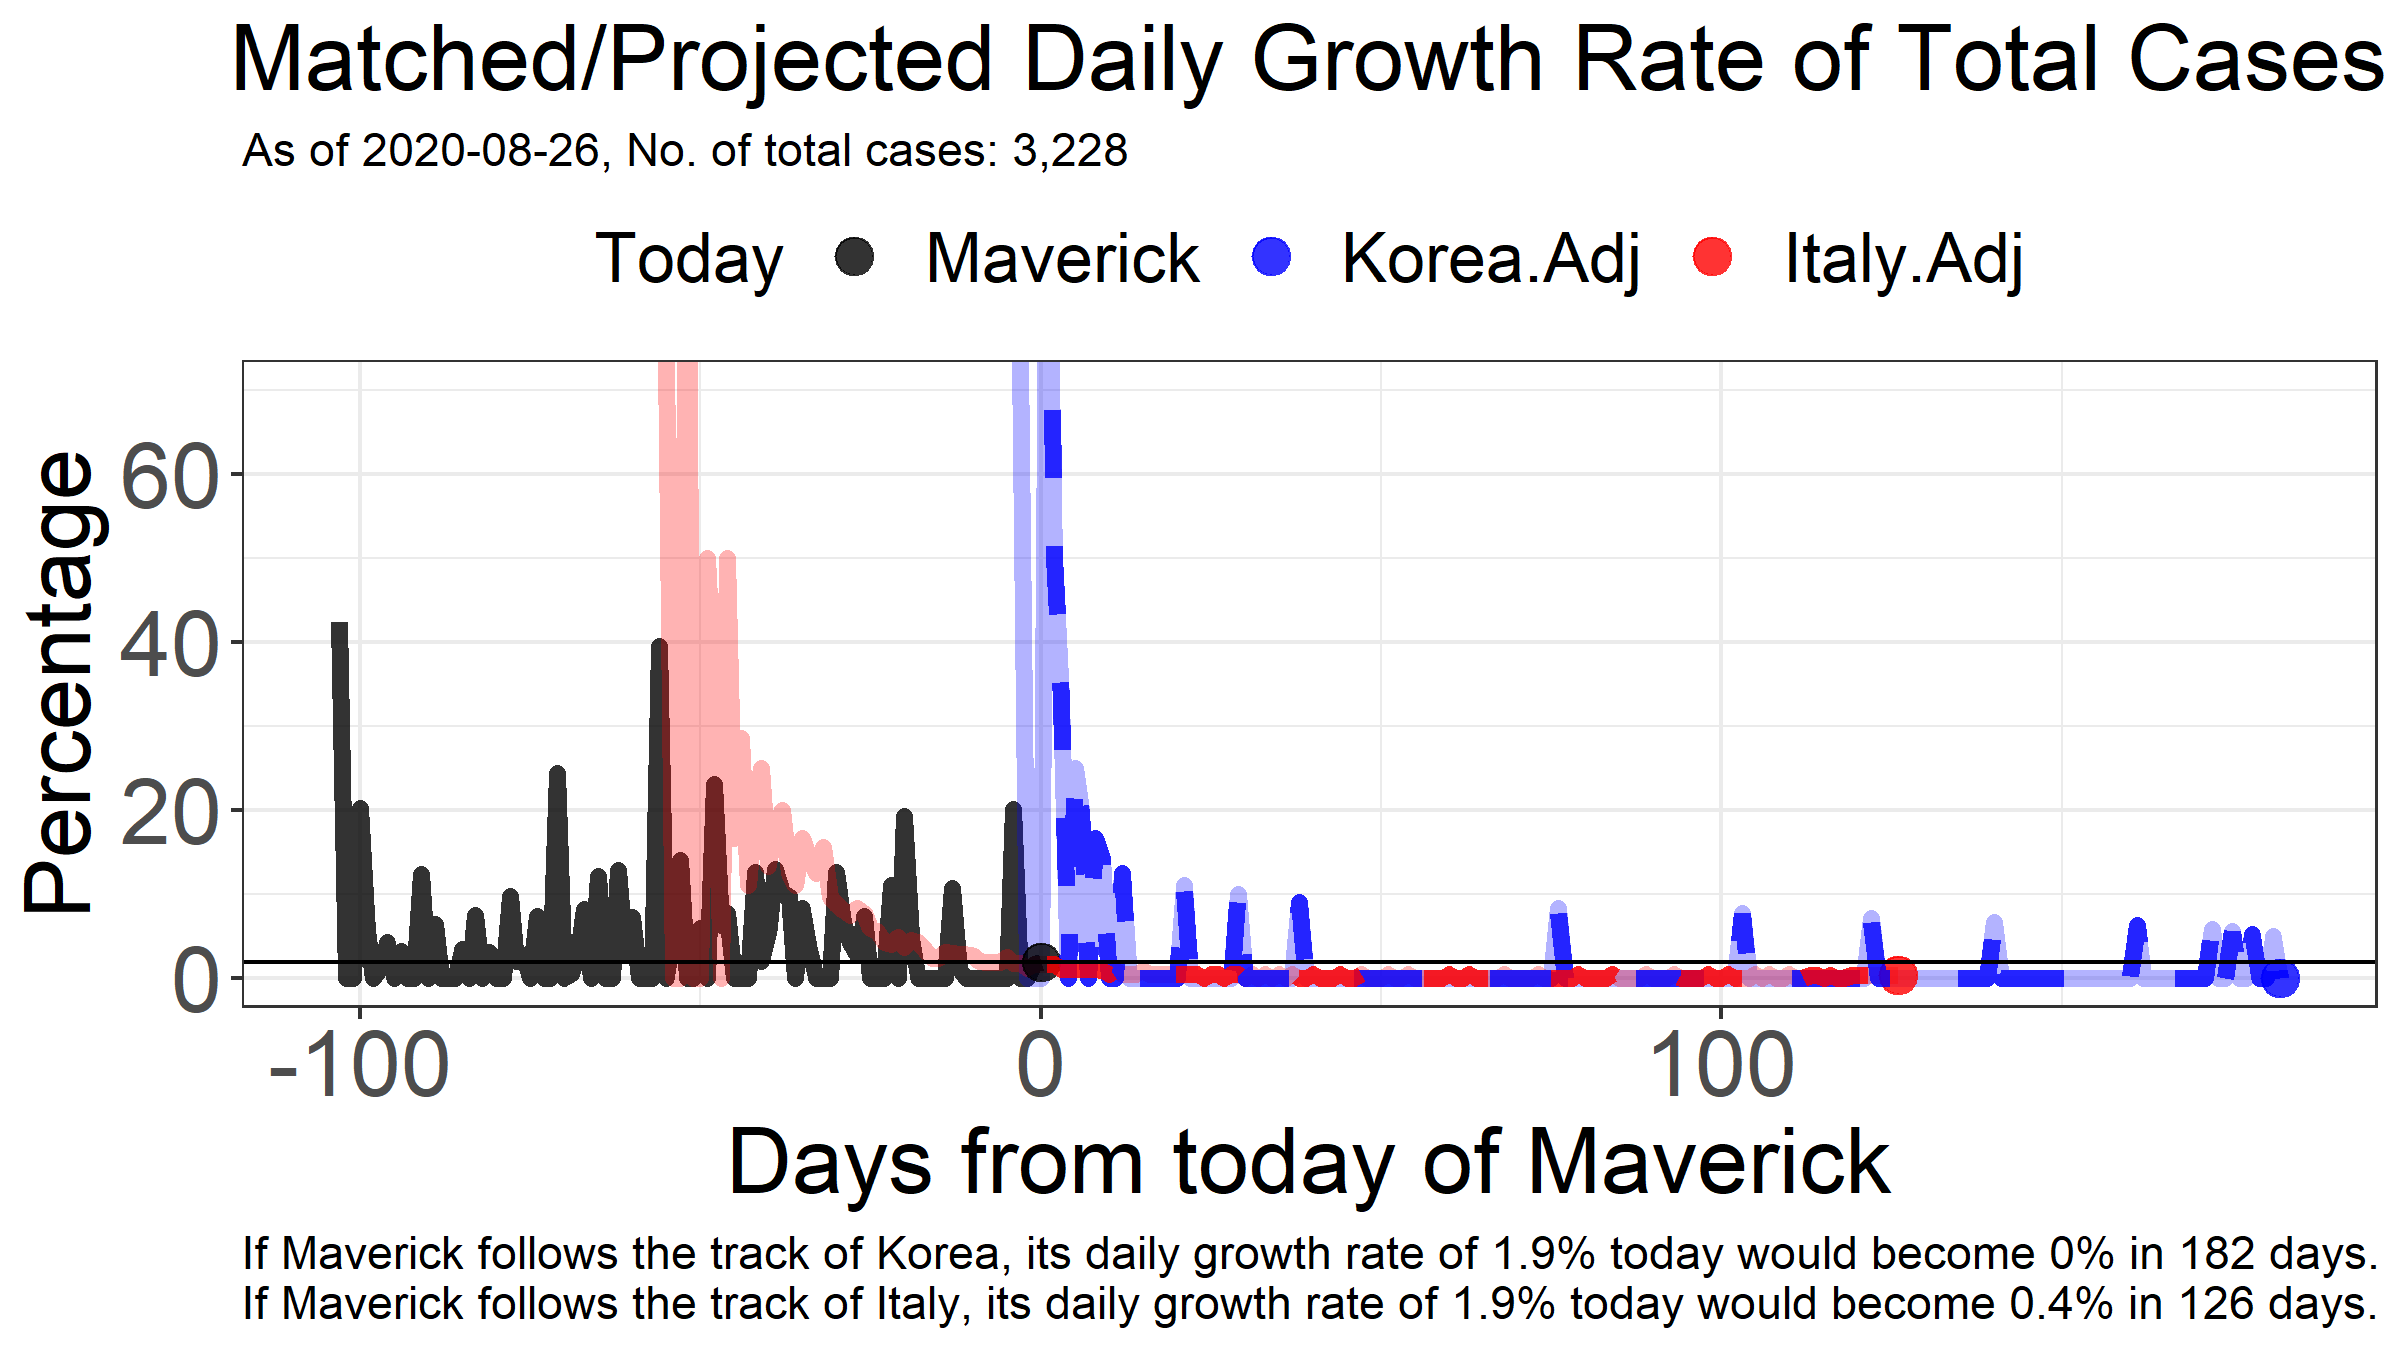 Matched/Projected Daily Growth Rate of Total Cases
As of 2020-08-26, No. of total cases: 3,228
Today Maverick Korea.Adj Italy.Adj
Percentage
60
40
20
0
-100 0 100
Days from today of Maverick
If Maverick follows the track of Korea, its daily growth rate of 1.9% today would become 0% in 182 days.
If Maverick follows the track of Italy, its daily growth rate of 1.9% today would become 0.4% in 126 days.